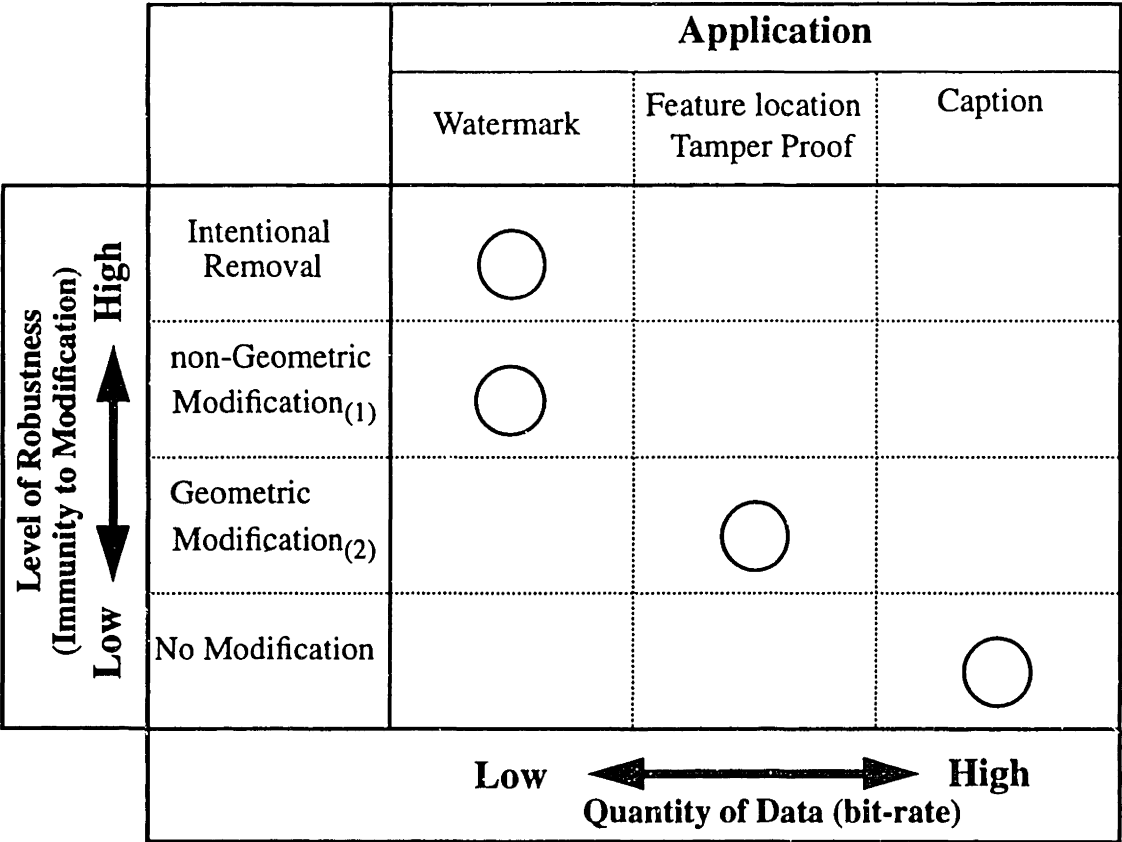 Application
Watermark
Feature location
Tamper Proof
Caption
Level of Robustness
(Immunity to Modification)
High
Low
Intentional
Removal
non-Geometric
Modification(1)
Geometric
Modification(2)
No Modification
Low
High
Quantity of Data (bit-rate)